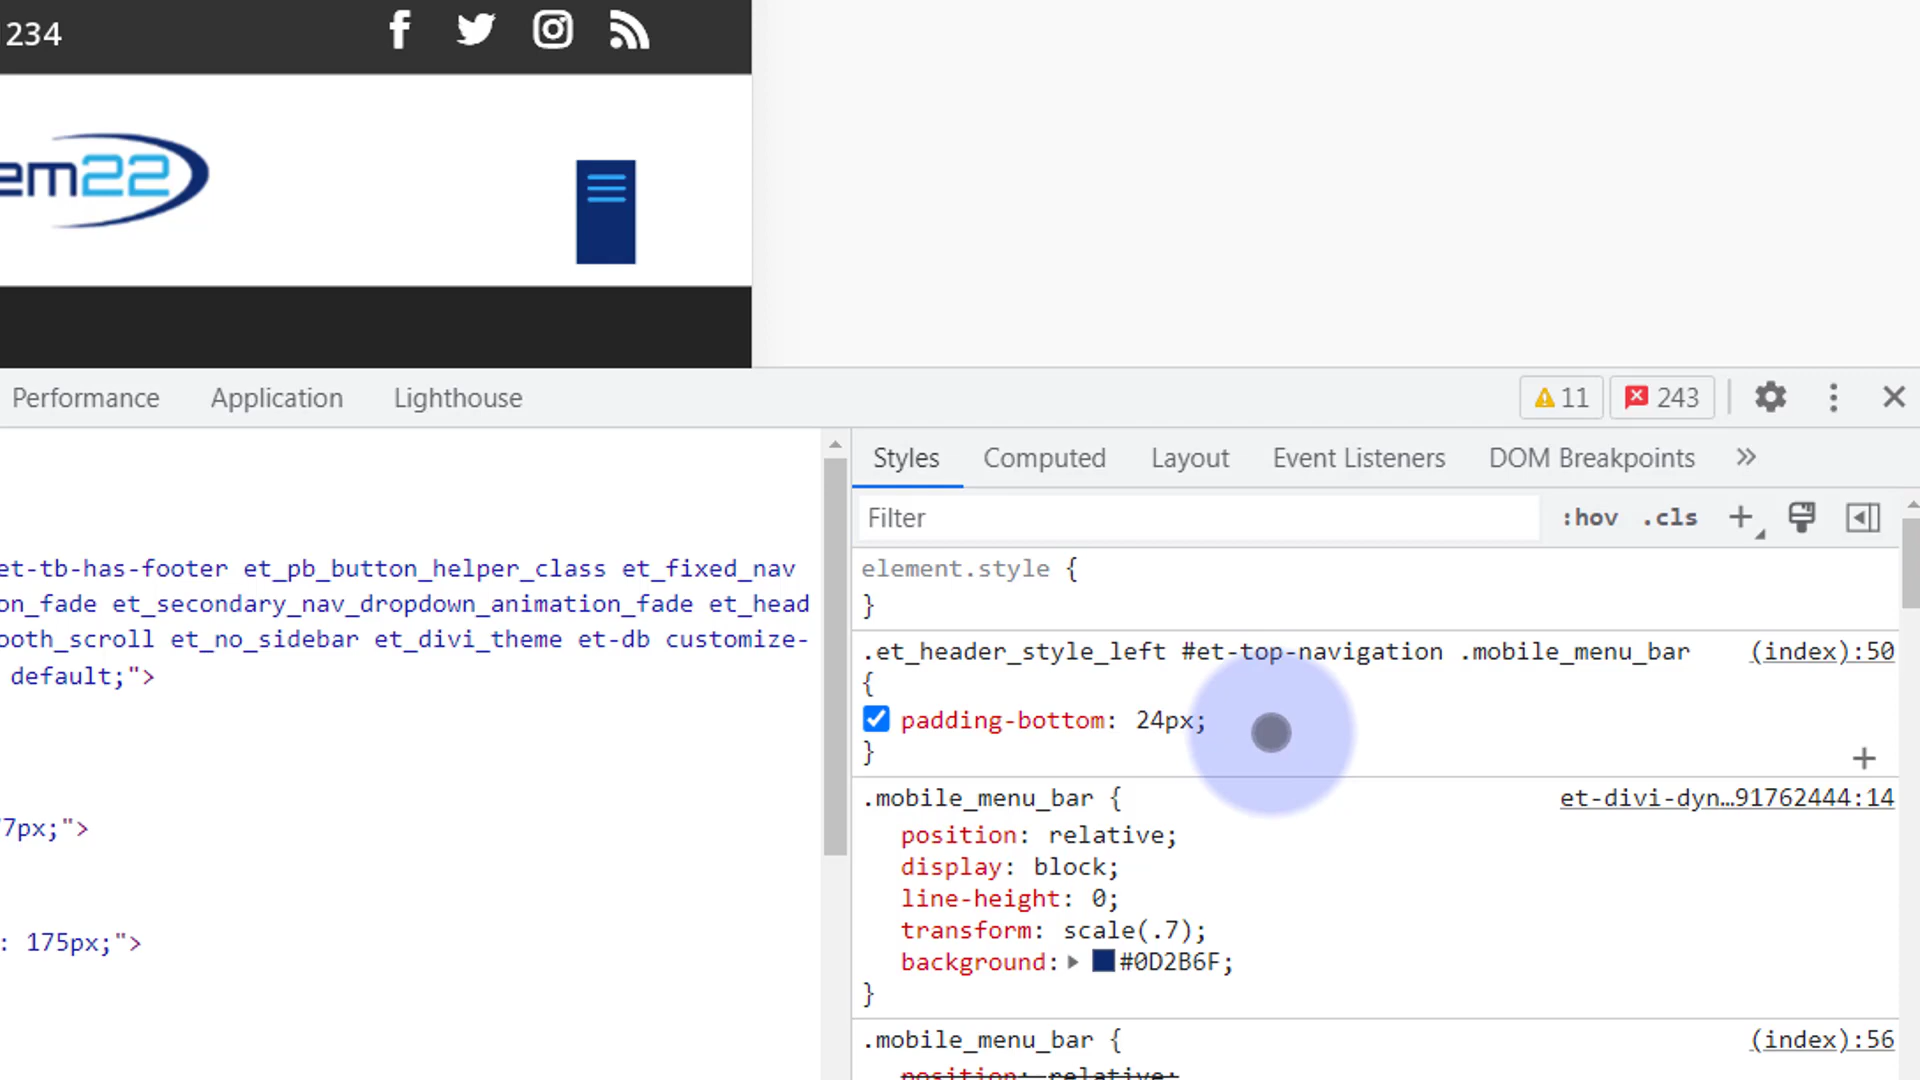 234
em22
Performance Application Lighthouse
11 243
Styles Computed Layout Event Listeners DOM Breakpoints »
Filter
:hov .cls +
et-tb-has-footer et_pb_button_helper_class et_fixed_nav
on_fade et_secondary_nav_dropdown_animation_fade et_head
ooth_scroll et_no_sidebar et_divi_theme et-db customize-
default;">
77px;">
: 175px;">
element.style {
}
.et_header_style_left #et-top-navigation .mobile_menu_bar (index):50
{
padding-bottom: 24px;
}
.mobile_menu_bar { et-divi-dyn…91762444:14
position: relative;
display: block;
line-height: 0;
transform: scale(.7);
background: #0D2B6F;
}
.mobile_menu_bar { (index):56
position: relative;